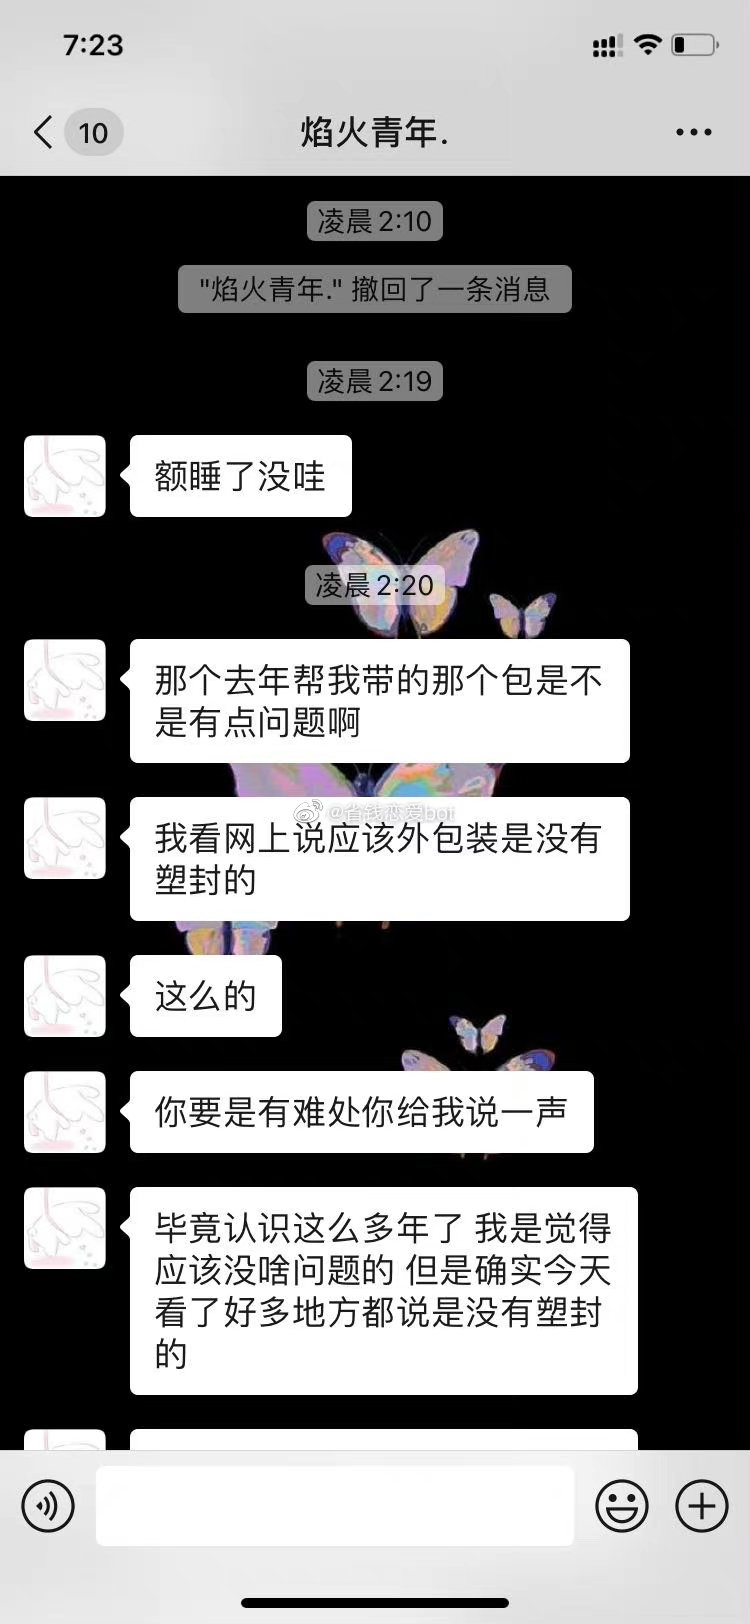 7:23
10
焰火青年.
凌晨 2:10
"焰火青年." 撤回了一条消息
凌晨 2:19
额睡了没哇
凌晨 2:20
那个去年帮我带的那个包是不
是有点问题啊
@省钱恋爱bot
我看网上说应该外包装是没有
塑封的
这么的
你要是有难处你给我说一声
毕竟认识这么多年了 我是觉得
应该没啥问题的 但是确实今天
看了好多地方都说是没有塑封
的